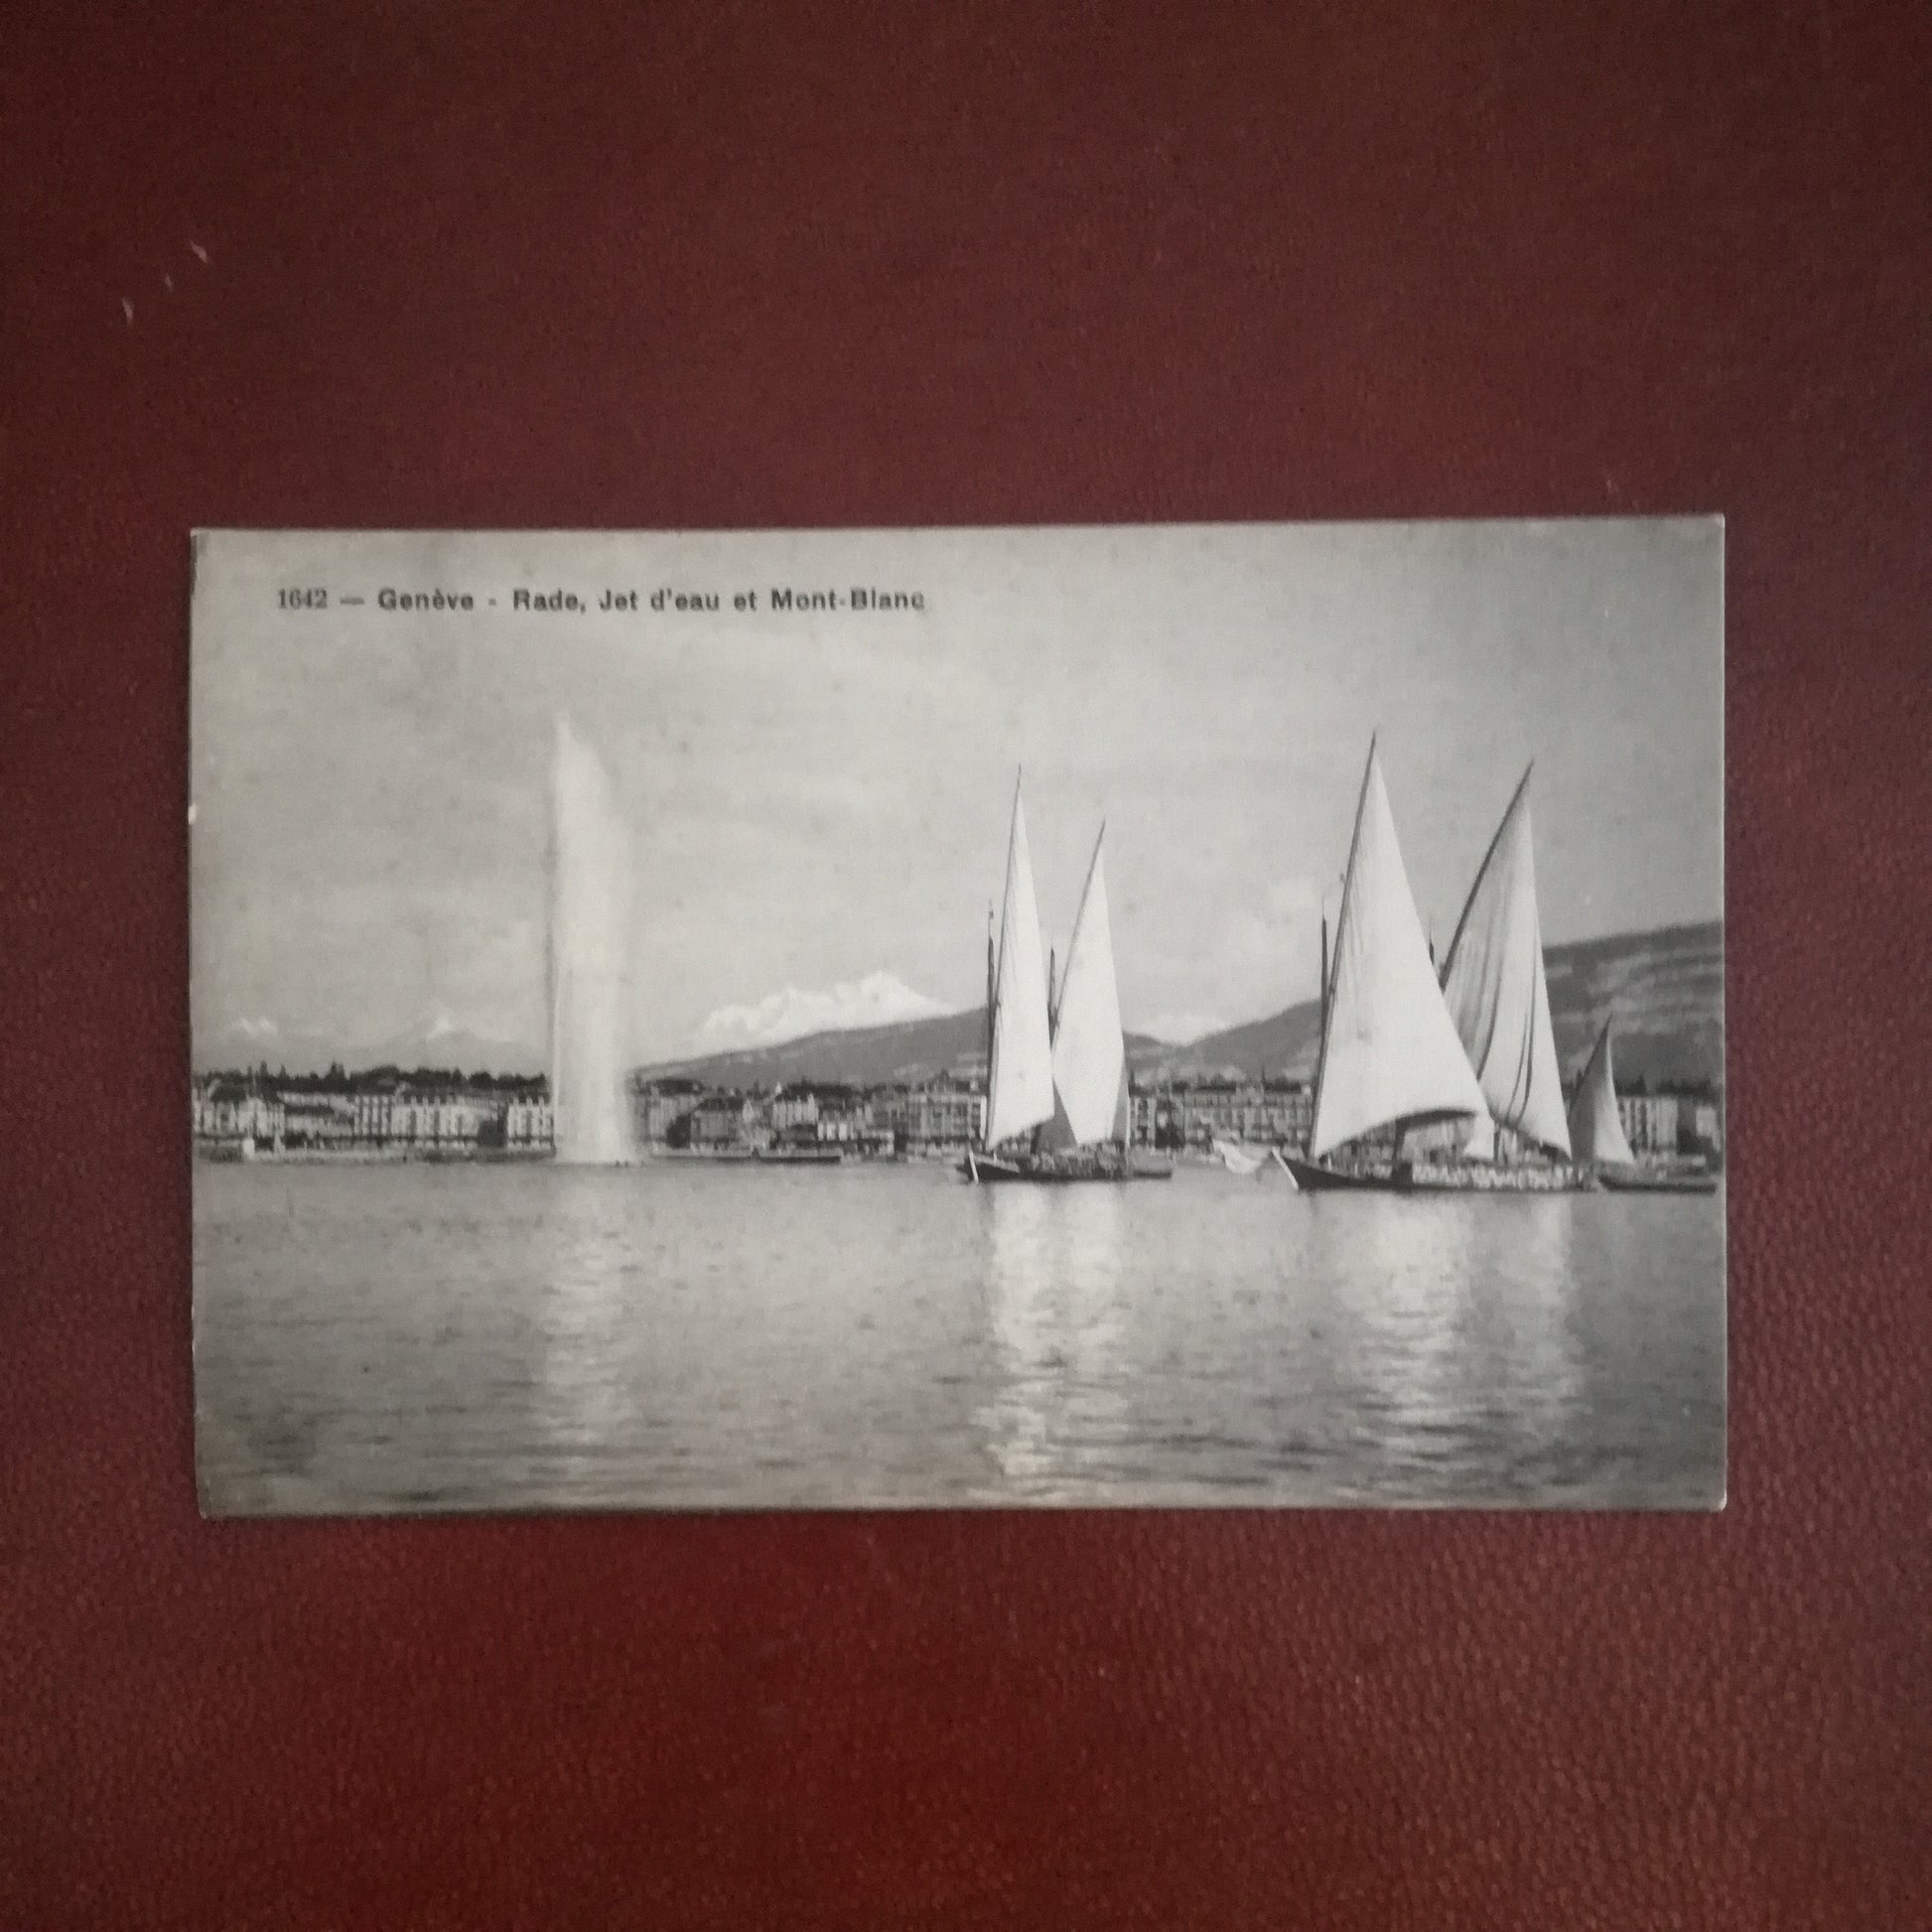 1642 — Genève - Rade, Jet d'eau et Mont-Blanc